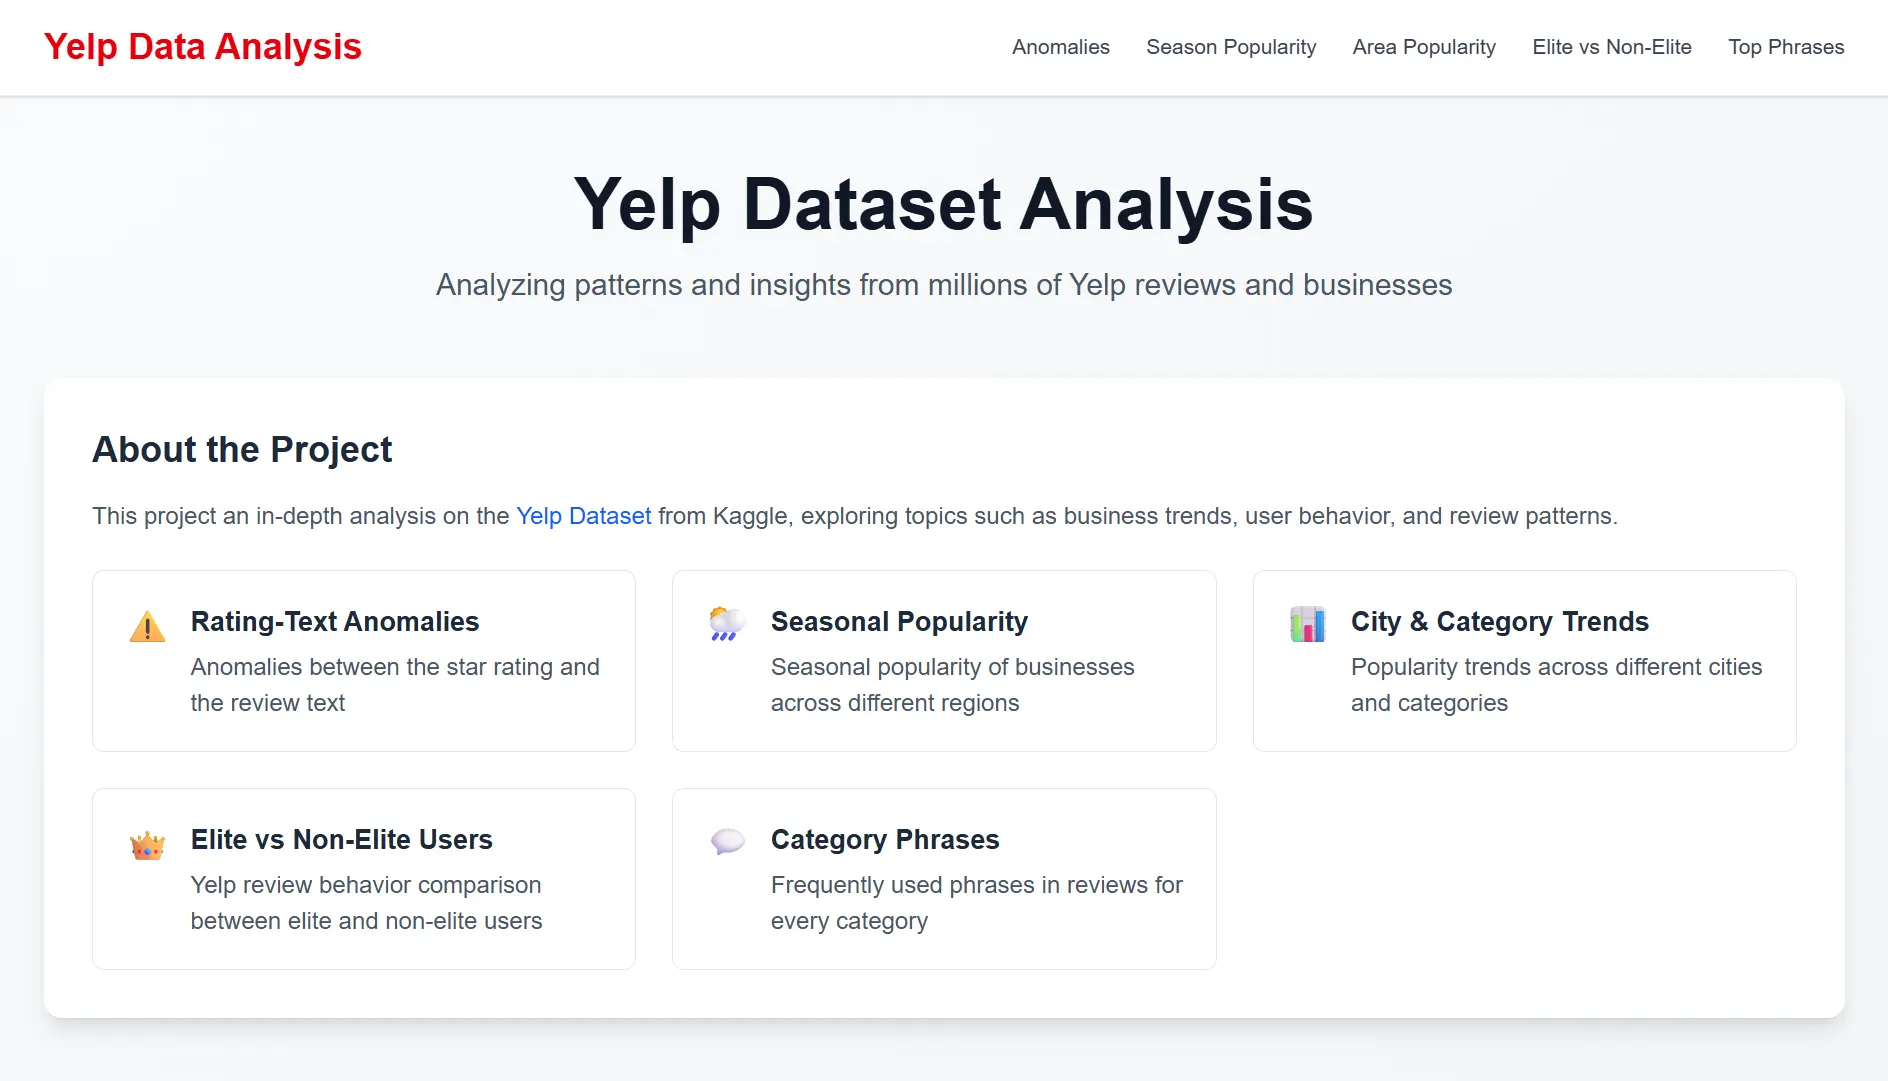 Yelp Data Analysis
Anomalies
Season Popularity
Area Popularity
Elite vs Non-Elite
Top Phrases
Yelp Dataset Analysis
Analyzing patterns and insights from millions of Yelp reviews and businesses
About the Project
This project an in-depth analysis on the Yelp Dataset from Kaggle, exploring topics such as business trends, user behavior, and review patterns.
Rating-Text Anomalies
Anomalies between the star rating and
the review text
Seasonal Popularity
Seasonal popularity of businesses
across different regions
City & Category Trends
Popularity trends across different cities
and categories
Elite vs Non-Elite Users
Yelp review behavior comparison
between elite and non-elite users
Category Phrases
Frequently used phrases in reviews for
every category